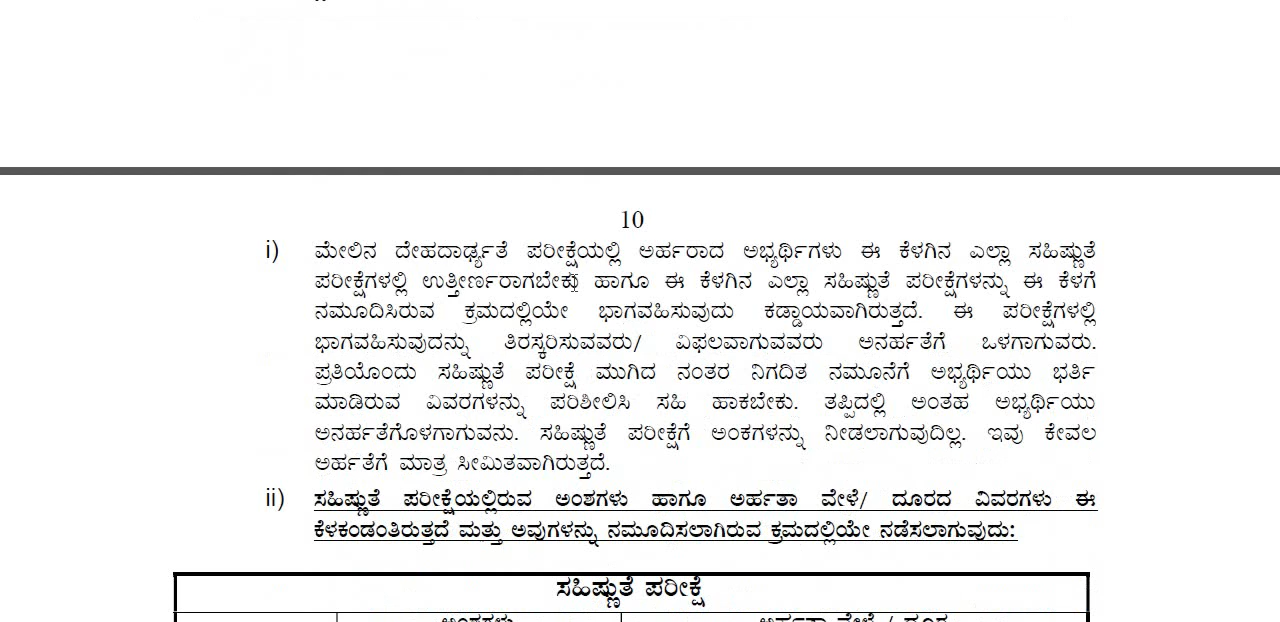 10
i) ಮೇಲಿನ ದೇಹದಾರ್ಢ್ಯತೆ ಪರೀಕ್ಷೆಯಲ್ಲಿ ಅರ್ಹರಾದ ಅಭ್ಯರ್ಥಿಗಳು ಈ ಕೆಳಗಿನ ಎಲ್ಲಾ ಸಹಿಷ್ಣುತೆ
ಪರೀಕ್ಷೆಗಳಲ್ಲಿ ಉತ್ತೀರ್ಣರಾಗಬೇಕು ಹಾಗೂ ಈ ಕೆಳಗಿನ ಎಲ್ಲಾ ಸಹಿಷ್ಣುತೆ ಪರೀಕ್ಷೆಗಳನ್ನು ಈ ಕೆಳಗೆ
ನಮೂದಿಸಿರುವ ಕ್ರಮದಲ್ಲಿಯೇ ಭಾಗವಹಿಸುವುದು ಕಡ್ಡಾಯವಾಗಿರುತ್ತದೆ. ಈ ಪರೀಕ್ಷೆಗಳಲ್ಲಿ
ಭಾಗವಹಿಸುವುದನ್ನು ತಿರಸ್ಕರಿಸುವವರು/ ವಿಫಲವಾಗುವವರು ಅನರ್ಹತೆಗೆ ಒಳಗಾಗುವರು.
ಪ್ರತಿಯೊಂದು ಸಹಿಷ್ಣುತೆ ಪರೀಕ್ಷೆ ಮುಗಿದ ನಂತರ ನಿಗದಿತ ನಮೂನೆಗೆ ಅಭ್ಯರ್ಥಿಯು ಭರ್ತಿ
ಮಾಡಿರುವ ವಿವರಗಳನ್ನು ಪರಿಶೀಲಿಸಿ ಸಹಿ ಹಾಕಬೇಕು. ತಪ್ಪಿದಲ್ಲಿ ಅಂತಹ ಅಭ್ಯರ್ಥಿಯು
ಅನರ್ಹತೆಗೊಳಗಾಗುವನು. ಸಹಿಷ್ಣುತೆ ಪರೀಕ್ಷೆಗೆ ಅಂಕಗಳನ್ನು ನೀಡಲಾಗುವುದಿಲ್ಲ. ಇವು ಕೇವಲ
ಅರ್ಹತೆಗೆ ಮಾತ್ರ ಸೀಮಿತವಾಗಿರುತ್ತದೆ.
ii) ಸಹಿಷ್ಣುತೆ ಪರೀಕ್ಷೆಯಲ್ಲಿರುವ ಅಂಶಗಳು ಹಾಗೂ ಅರ್ಹತಾ ವೇಳೆ/ ದೂರದ ವಿವರಗಳು ಈ
ಕೆಳಕಂಡಂತಿರುತ್ತದೆ ಮತ್ತು ಅವುಗಳನ್ನು ನಮೂದಿಸಲಾಗಿರುವ ಕ್ರಮದಲ್ಲಿಯೇ ನಡೆಸಲಾಗುವುದು:
ಸಹಿಷ್ಣುತೆ ಪರೀಕ್ಷೆ